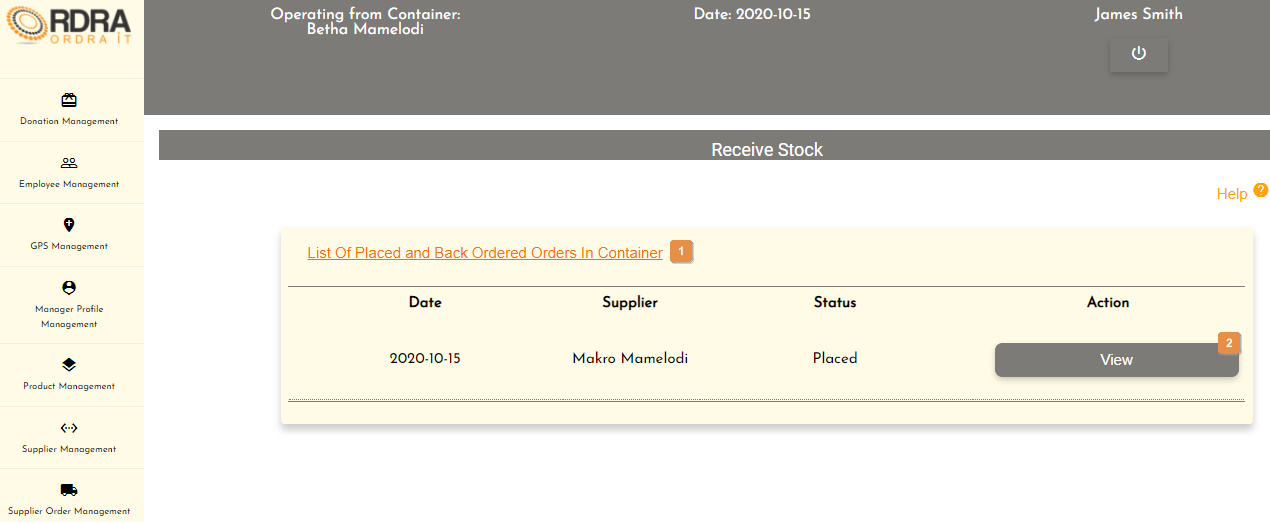 RDRA
ORDRA IT
Operating from Container:
Betha Mamelodi
Date: 2020-10-15
James Smith
Donation Management
Employee Management
GPS Management
Manager Profile
Management
Product Management
Supplier Management
Supplier Order Management
Receive Stock
Help ?
List Of Placed and Back Ordered Orders In Container 1
Date Supplier Status Action
2020-10-15 Makro Mamelodi Placed View 2